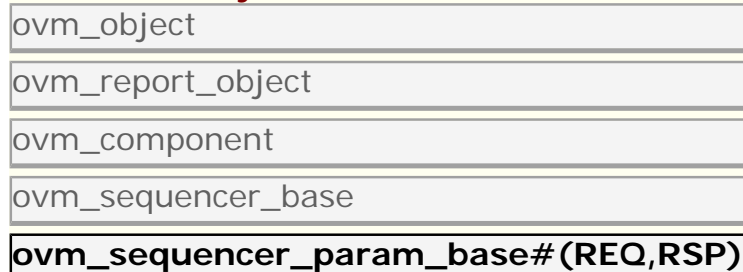 ovm_object
ovm_report_object
ovm_component
ovm_sequencer_base
ovm_sequencer_param_base#(REQ,RSP)